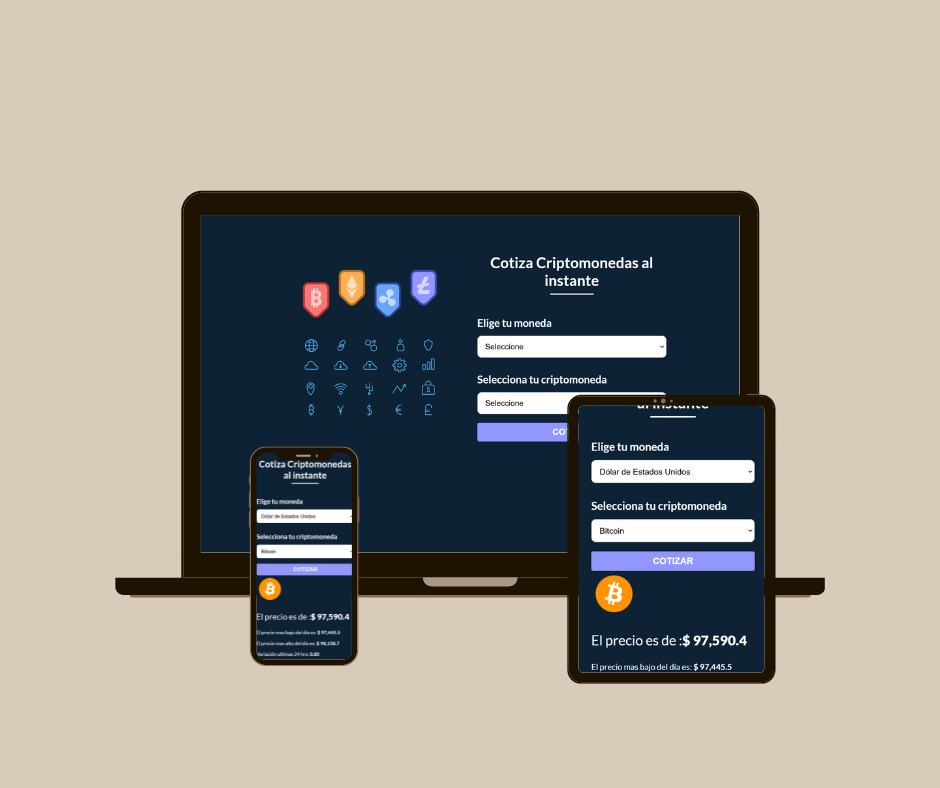 Cotiza Criptomonedas al
instante
Elige tu moneda
Seleccione
Selecciona tu criptomoneda
Seleccione
CO
Cotiza Criptomonedas
al instante
Elige tu moneda
Dólar de Estados Unidos
Selecciona tu criptomoneda
Bitcoin
COTIZAR
El precio es de :$ 97,590.4
El precio mas bajo del día es: $ 97,445.5
El precio mas alto del día es: $ 98,158.7
Variación ultimas 24 hrs: 0.80
al instante
Elige tu moneda
Dólar de Estados Unidos
Selecciona tu criptomoneda
Bitcoin
COTIZAR
El precio es de :$ 97,590.4
El precio mas bajo del día es: $ 97,445.5